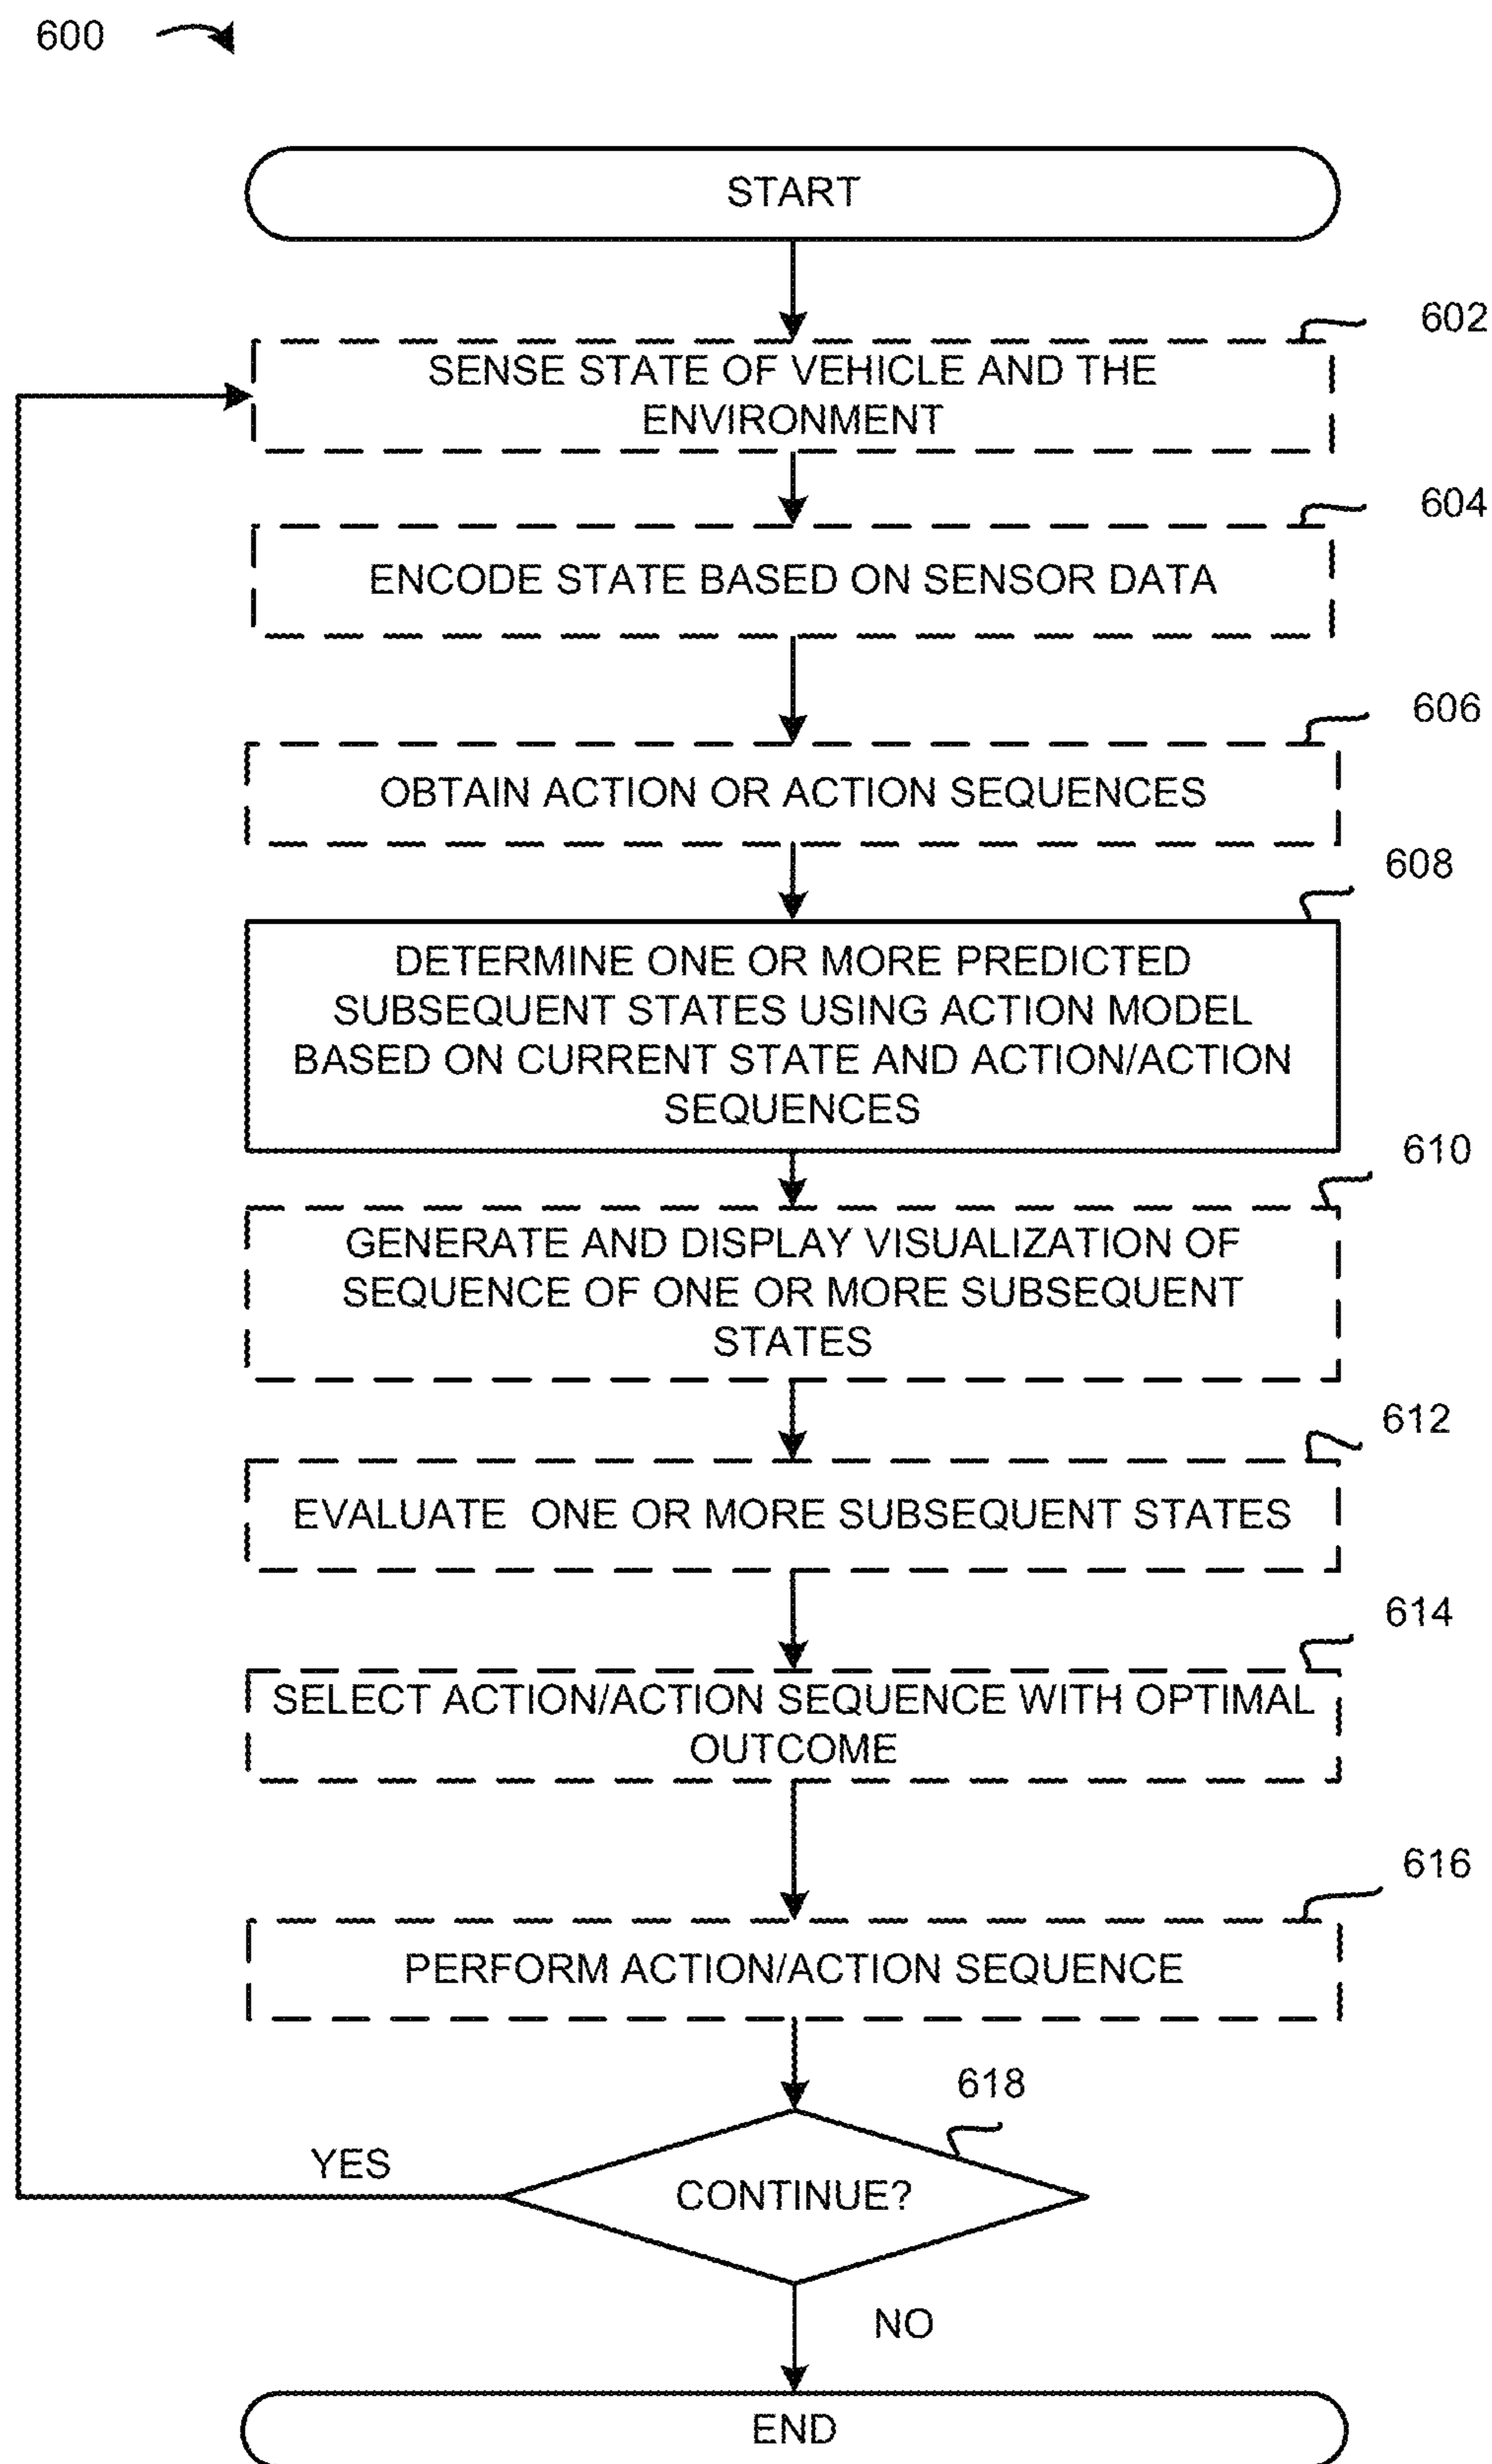 600
START
602
SENSE STATE OF VEHICLE AND THE
ENVIRONMENT
604
ENCODE STATE BASED ON SENSOR DATA
606
OBTAIN ACTION OR ACTION SEQUENCES
608
DETERMINE ONE OR MORE PREDICTED
SUBSEQUENT STATES USING ACTION MODEL
BASED ON CURRENT STATE AND ACTION/ACTION
SEQUENCES
610
GENERATE AND DISPLAY VISUALIZATION OF
SEQUENCE OF ONE OR MORE SUBSEQUENT
STATES
612
EVALUATE ONE OR MORE SUBSEQUENT STATES
614
SELECT ACTION/ACTION SEQUENCE WITH OPTIMAL
OUTCOME
616
PERFORM ACTION/ACTION SEQUENCE
618
YES
CONTINUE?
NO
END